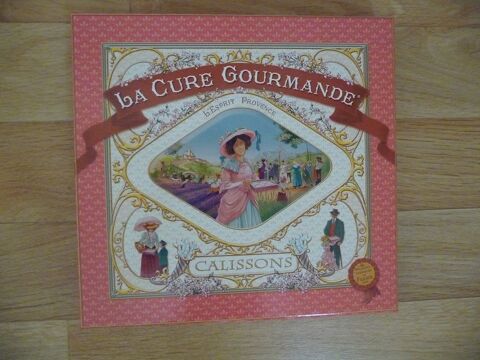 LA CURE GOURMANDE
L'ESPRIT PROVENCE
CALISSONS